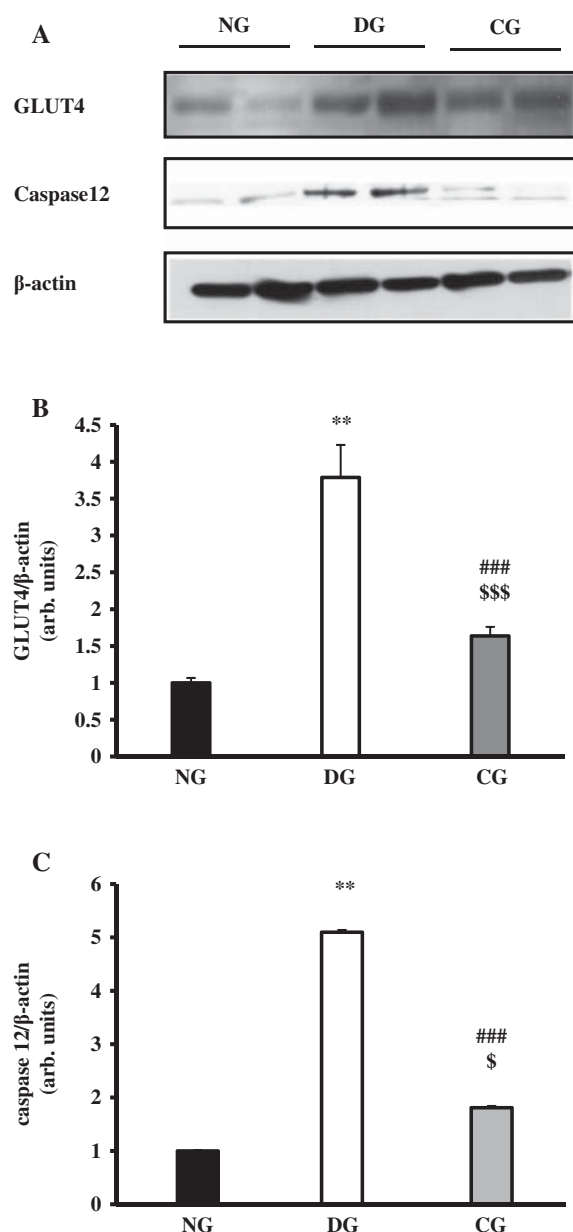 A
NG DG CG
GLUT4
Caspase12
β-actin
B
GLUT4/β-actin
(arb. units)
4.5
4
3.5
3
2.5
2
1.5
1
0.5
0
**
###
$$$
NG DG CG
C
caspase 12/β-actin
(arb. units)
6
5
4
3
2
1
0
**
###
$
NG DG CG